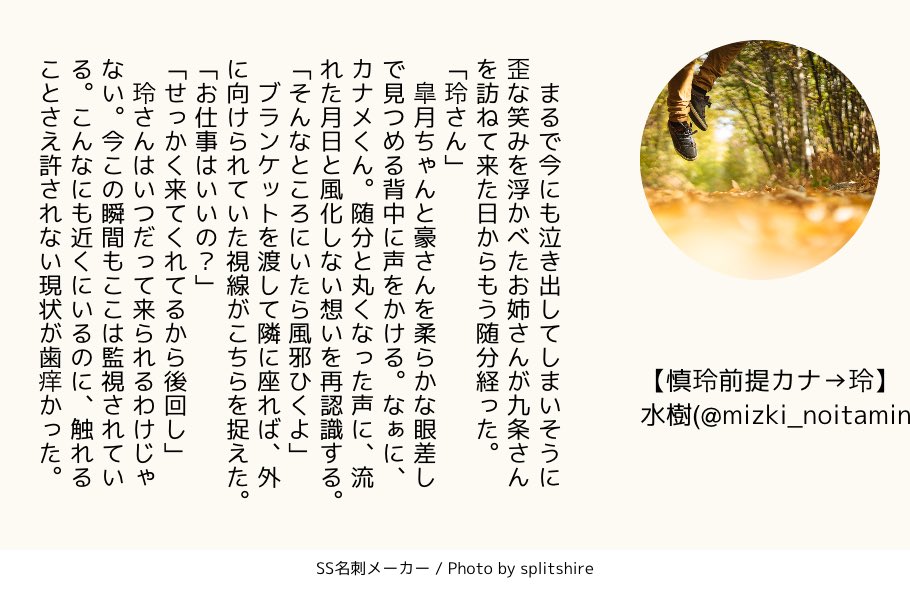 まるで今にも泣き出してしまいそうに
歪な笑みを浮かべたお姉さんが九条さん
を訪ねて来た日からもう随分経った。
「玲さん」
　皐月ちゃんと豪さんを柔らかな眼差し
で見つめる背中に声をかける。なぁに、
カナメくん。随分と丸くなった声に、流
れた月日と風化しない想いを再認識する。
「そんなところにいたら風邪ひくよ」
　ブランケットを渡して隣に座れば、外
に向けられていた視線がこちらを捉えた。
「お仕事はいいの？」
「せっかく来てくれてるから後回し」
　玲さんはいつだって来られるわけじゃ
ない。今この瞬間もここは監視されてい
る。こんなにも近くにいるのに、触れる
ことさえ許されない現状が歯痒かった。
【慎玲前提カナ→玲】
水樹(@mizki_noitamin
SS名刺メーカー / Photo by splitshire